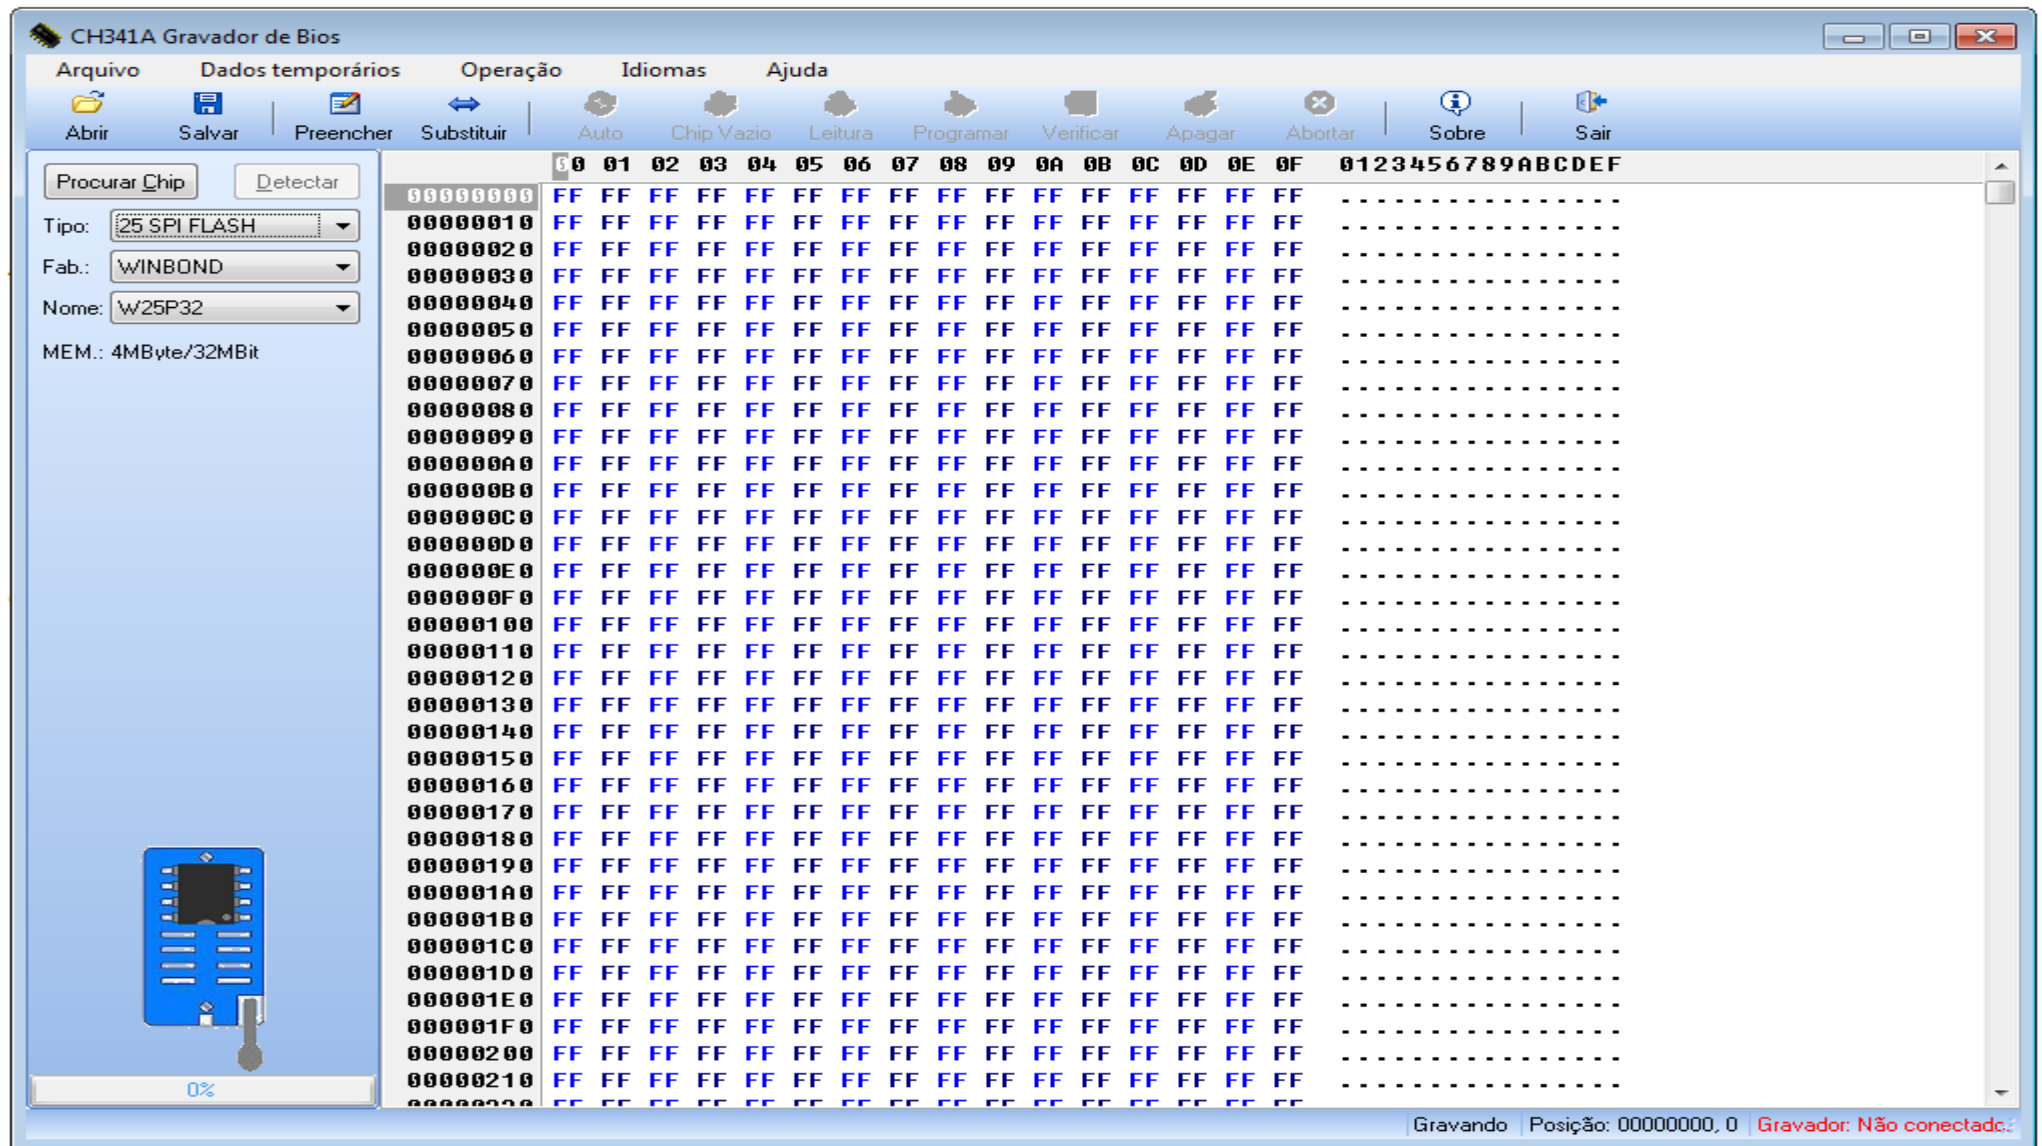 CH341A Gravador de Bios
Arquivo Dados temporários Operação Idiomas Ajuda
Abrir Salvar Preencher Substituir Auto Chip Vazio Leitura Programar Verificar Apagar Abortar Sobre Sair
Procurar Chip Detectar
Tipo: 25 SPI FLASH
Fab.: WINBOND
Nome: W25P32
MEM.: 4MByte/32MBit
0%
00 01 02 03 04 05 06 07 08 09 0A 0B 0C 0D 0E 0F 0123456789ABCDEF
00000000 FF FF FF FF FF FF FF FF FF FF FF FF FF FF FF FF ................
00000010 FF FF FF FF FF FF FF FF FF FF FF FF FF FF FF FF ................
00000020 FF FF FF FF FF FF FF FF FF FF FF FF FF FF FF FF ................
00000030 FF FF FF FF FF FF FF FF FF FF FF FF FF FF FF FF ................
00000040 FF FF FF FF FF FF FF FF FF FF FF FF FF FF FF FF ................
00000050 FF FF FF FF FF FF FF FF FF FF FF FF FF FF FF FF ................
00000060 FF FF FF FF FF FF FF FF FF FF FF FF FF FF FF FF ................
00000070 FF FF FF FF FF FF FF FF FF FF FF FF FF FF FF FF ................
00000080 FF FF FF FF FF FF FF FF FF FF FF FF FF FF FF FF ................
00000090 FF FF FF FF FF FF FF FF FF FF FF FF FF FF FF FF ................
000000A0 FF FF FF FF FF FF FF FF FF FF FF FF FF FF FF FF ................
000000B0 FF FF FF FF FF FF FF FF FF FF FF FF FF FF FF FF ................
000000C0 FF FF FF FF FF FF FF FF FF FF FF FF FF FF FF FF ................
000000D0 FF FF FF FF FF FF FF FF FF FF FF FF FF FF FF FF ................
000000E0 FF FF FF FF FF FF FF FF FF FF FF FF FF FF FF FF ................
000000F0 FF FF FF FF FF FF FF FF FF FF FF FF FF FF FF FF ................
00000100 FF FF FF FF FF FF FF FF FF FF FF FF FF FF FF FF ................
00000110 FF FF FF FF FF FF FF FF FF FF FF FF FF FF FF FF ................
00000120 FF FF FF FF FF FF FF FF FF FF FF FF FF FF FF FF ................
00000130 FF FF FF FF FF FF FF FF FF FF FF FF FF FF FF FF ................
00000140 FF FF FF FF FF FF FF FF FF FF FF FF FF FF FF FF ................
00000150 FF FF FF FF FF FF FF FF FF FF FF FF FF FF FF FF ................
00000160 FF FF FF FF FF FF FF FF FF FF FF FF FF FF FF FF ................
00000170 FF FF FF FF FF FF FF FF FF FF FF FF FF FF FF FF ................
00000180 FF FF FF FF FF FF FF FF FF FF FF FF FF FF FF FF ................
00000190 FF FF FF FF FF FF FF FF FF FF FF FF FF FF FF FF ................
000001A0 FF FF FF FF FF FF FF FF FF FF FF FF FF FF FF FF ................
000001B0 FF FF FF FF FF FF FF FF FF FF FF FF FF FF FF FF ................
000001C0 FF FF FF FF FF FF FF FF FF FF FF FF FF FF FF FF ................
000001D0 FF FF FF FF FF FF FF FF FF FF FF FF FF FF FF FF ................
000001E0 FF FF FF FF FF FF FF FF FF FF FF FF FF FF FF FF ................
000001F0 FF FF FF FF FF FF FF FF FF FF FF FF FF FF FF FF ................
00000200 FF FF FF FF FF FF FF FF FF FF FF FF FF FF FF FF ................
00000210 FF FF FF FF FF FF FF FF FF FF FF FF FF FF FF FF ................
Gravando Posição: 00000000, 0 Gravador: Não conectado.